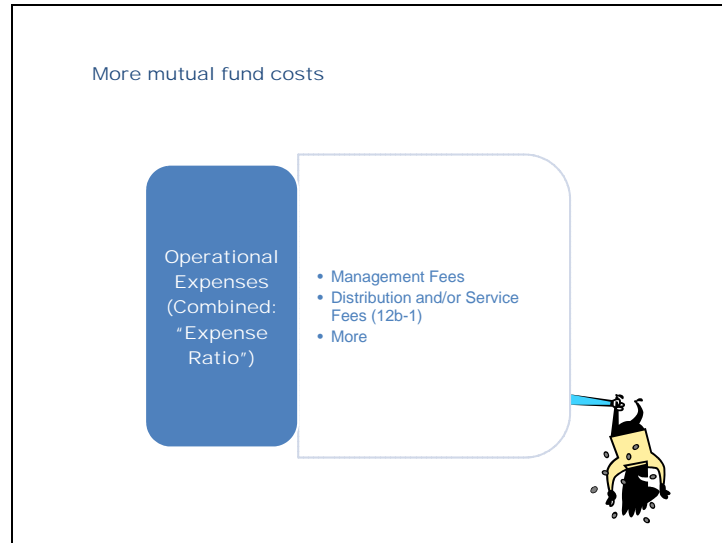 More mutual fund costs
Operational
Expenses
(Combined:
“Expense
Ratio”)
• Management Fees
• Distribution and/or Service
Fees (12b-1)
• More